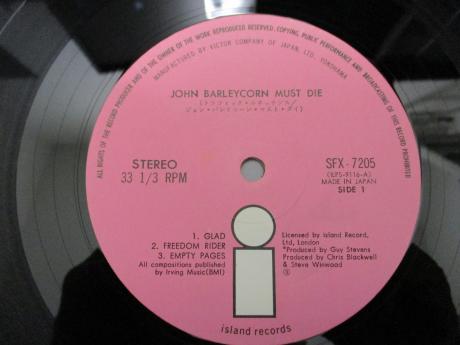 ALL RIGHTS OF THE RECORD PRODUCER AND OF THE OWNER OF THE WORK REPRODUCED RESERVED. COPYING, PUBLIC PERFORMANCE AND BROADCASTING OF THIS RECORD PROHIBITED
MANUFACTURED BY VICTOR COMPANY OF JAPAN, LTD. YOKOHAMA
JOHN BARLEYCORN MUST DIE
STEREO
33 1/3 RPM
SFX-7205
(ILPS-9116-A)
MADE IN JAPAN
SIDE 1
1. GLAD
2. FREEDOM RIDER
3. EMPTY PAGES
All compositions published
by Irving Music(BMI)
Licensed by Island Record,
Ltd, London
*Produced by Guy Stevens
Produced by Chris Blackwell
& Steve Winwood
i
island records